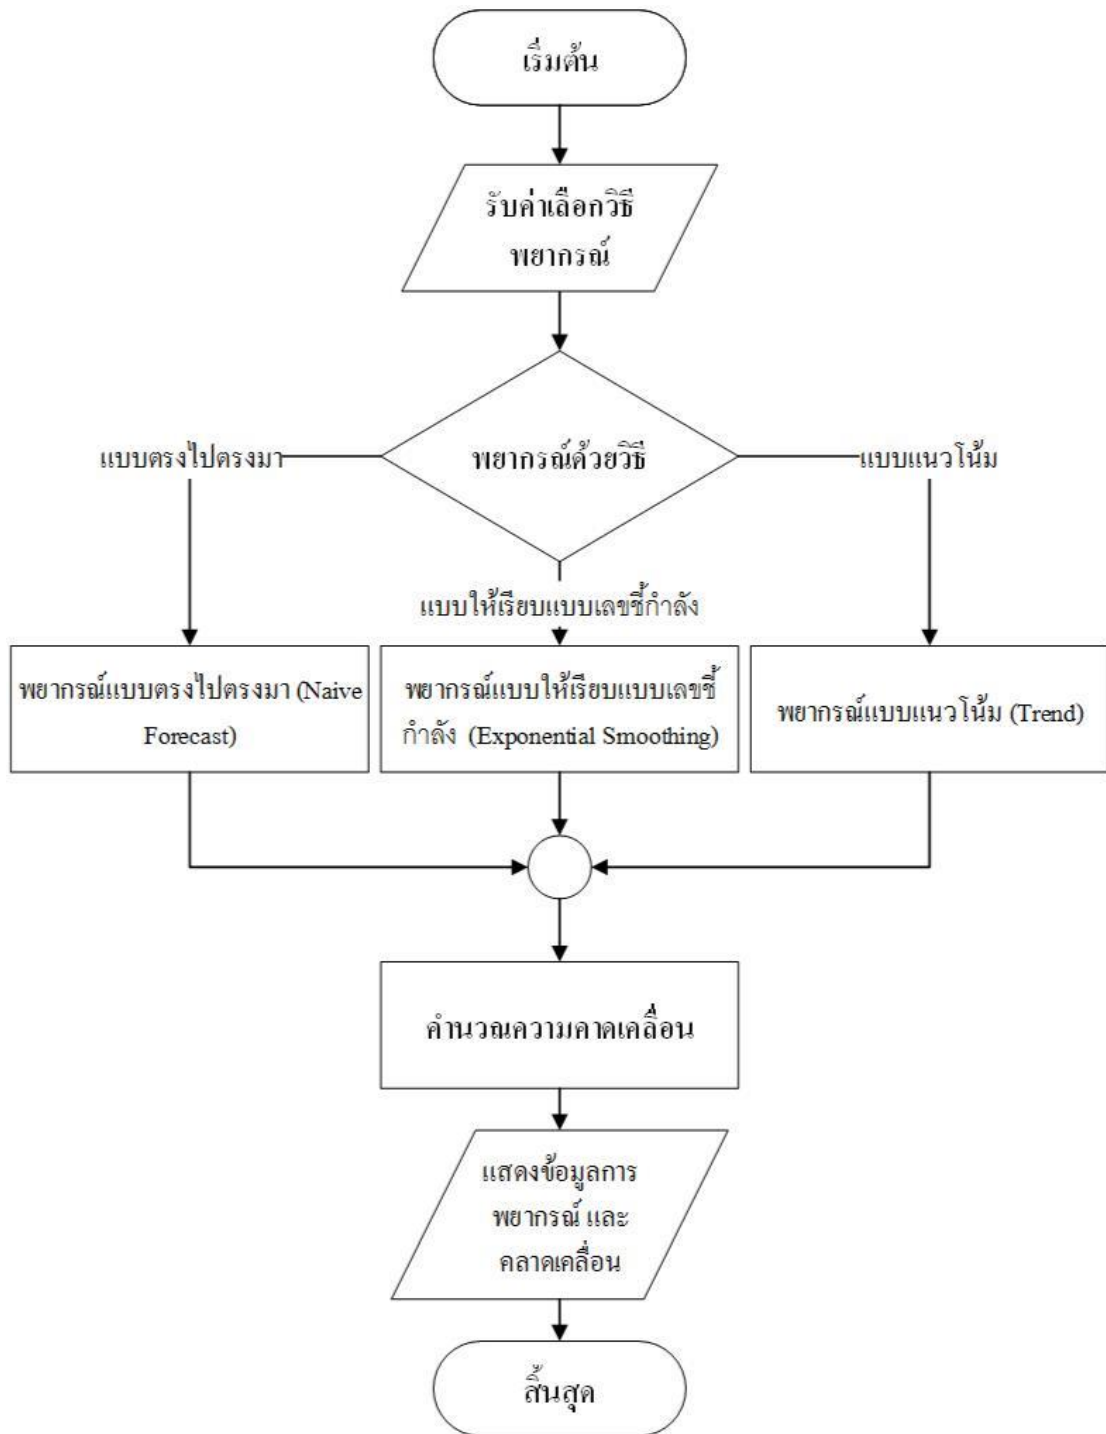 เริ่มต้น
รับค่าเลือกวิธี
พยากรณ์
พยากรณ์ด้วยวิธี
แบบตรงไปตรงมา
แบบแนวโน้ม
แบบให้เรียบแบบเลขชี้กำลัง
พยากรณ์แบบตรงไปตรงมา (Naive
Forecast)
พยากรณ์แบบให้เรียบแบบเลขชี้
กำลัง (Exponential Smoothing)
พยากรณ์แบบแนวโน้ม (Trend)
คำนวณความคาดเคลื่อน
แสดงข้อมูลการ
พยากรณ์ และ
คลาดเคลื่อน
สิ้นสุด